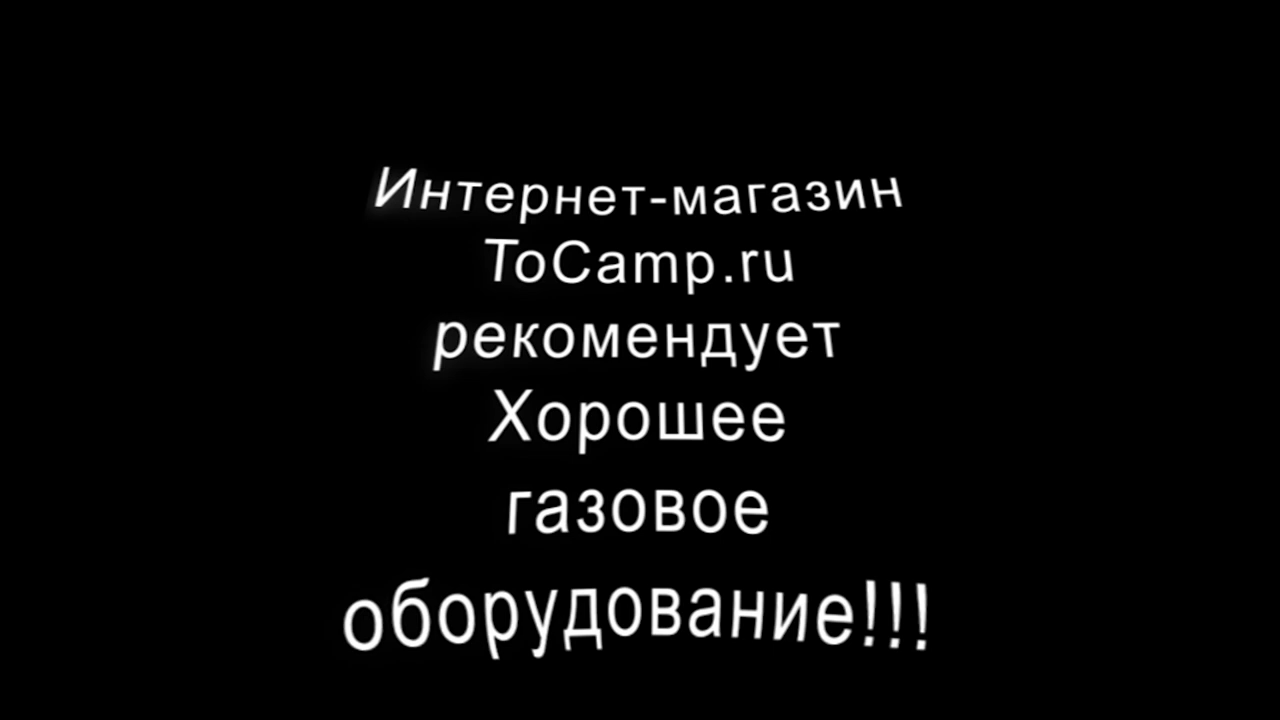 Интернет-магазин
ToCamp.ru
рекомендует
Хорошее
газовое
оборудование!!!